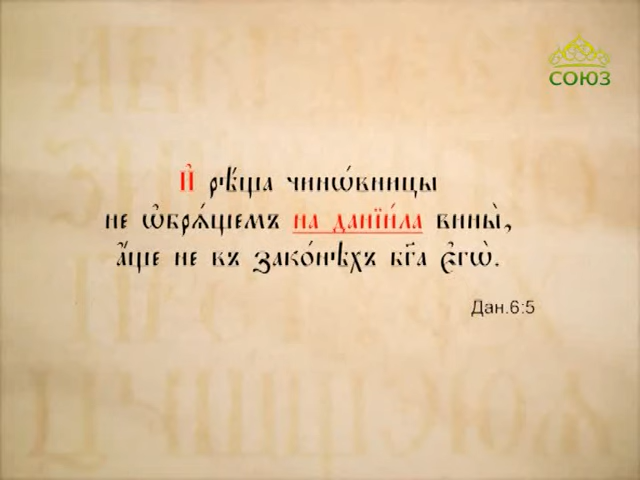 СОЮЗ
И҆ рѣ́ша чинѡ́вницы
не ѡ҆брѧ́щемъ на данїи́ла вины̀,
а҆́ще не въ зако́нѣхъ бг҃а є҆гѡ̀.
Дан.6:5